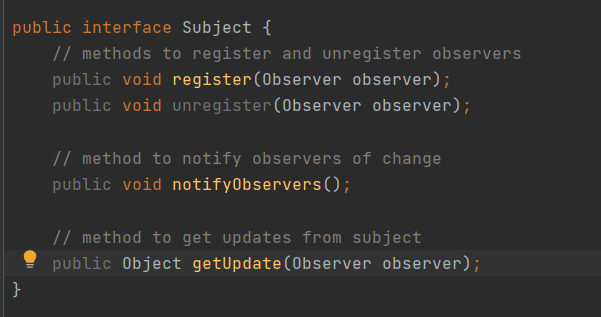 public interface Subject {
// methods to register and unregister observers
public void register(Observer observer);
public void unregister(Observer observer);
// method to notify observers of change
public void notifyObservers();
// method to get updates from subject
public Object getUpdate(Observer observer);
}